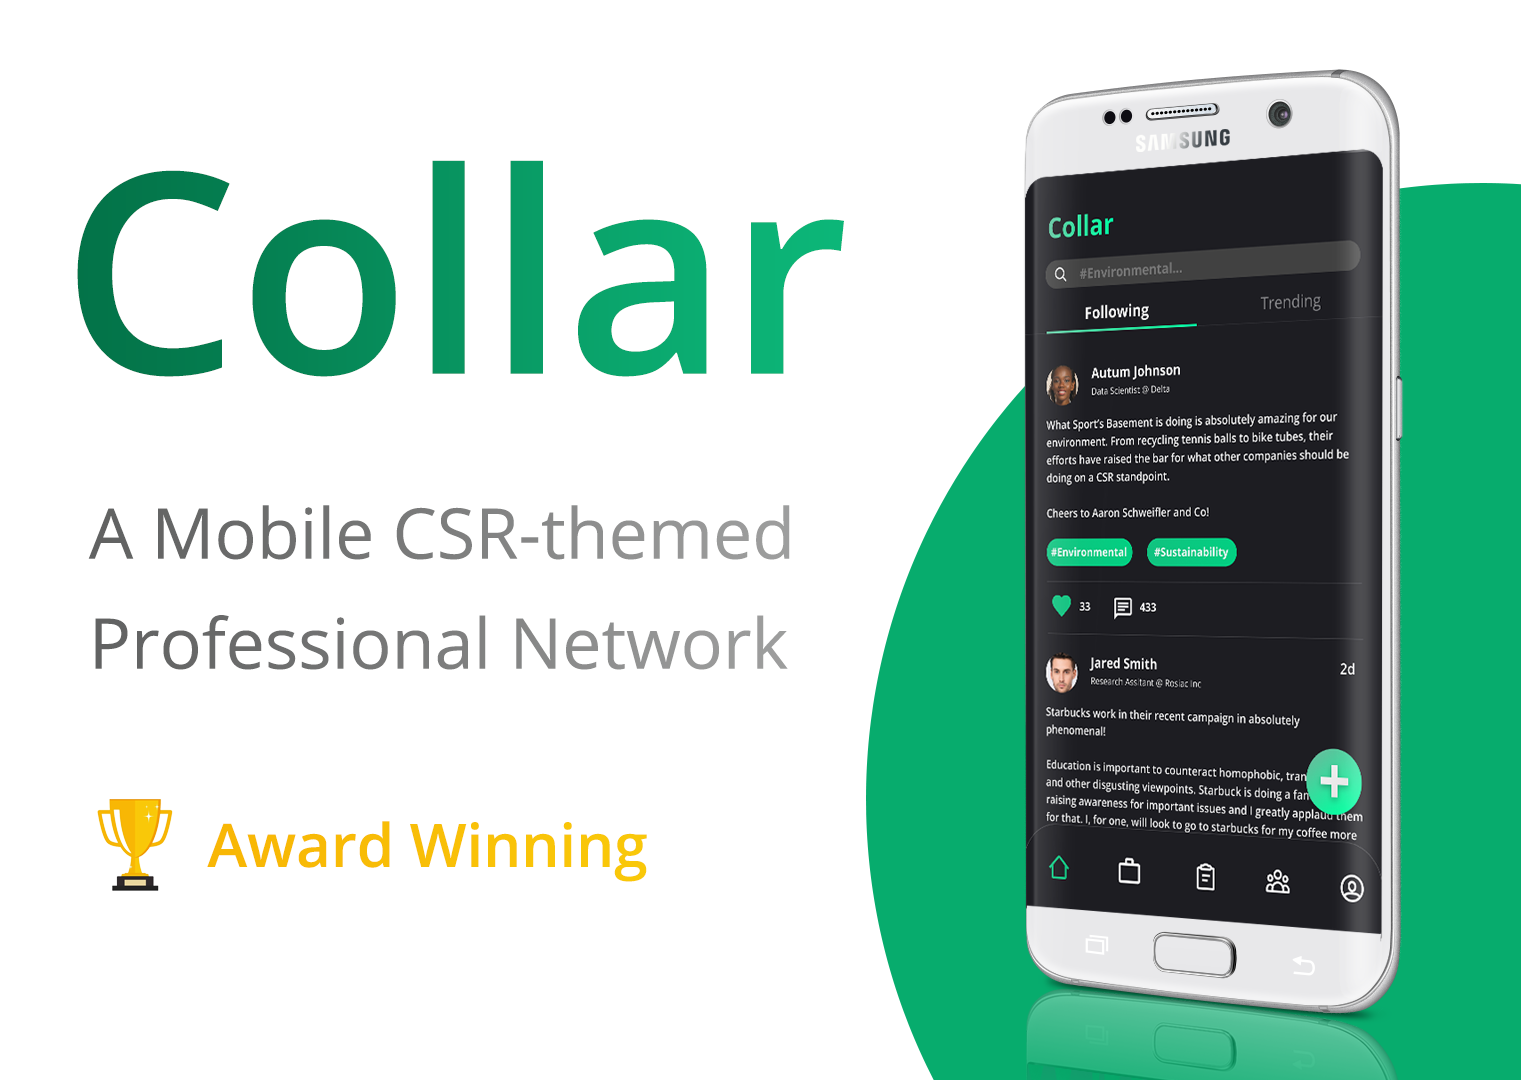 Collar
A Mobile CSR-themed
Professional Network
Award Winning
SAMSUNG
Collar
#Environmental...
Following
Trending
Autum Johnson
Data Scientist @ Delta
What Sport's Basement is doing is absolutely amazing for our
environment. From recycling tennis balls to bike tubes, their
efforts have raised the bar for what other companies should be
doing on a CSR standpoint.
Cheers to Aaron Schweifler and Co!
#Environmental
#Sustainability
33
433
Jared Smith
2d
Research Assitant @ Rosiac Inc
Starbucks work in their recent campaign in absolutely
phenomenal!
Education is important to counteract homophobic, tran
and other disgusting viewpoints. Starbuck is doing a fan
raising awareness for important issues and I greatly applaud them
for that. I, for one, will look to go to starbucks for my coffee more